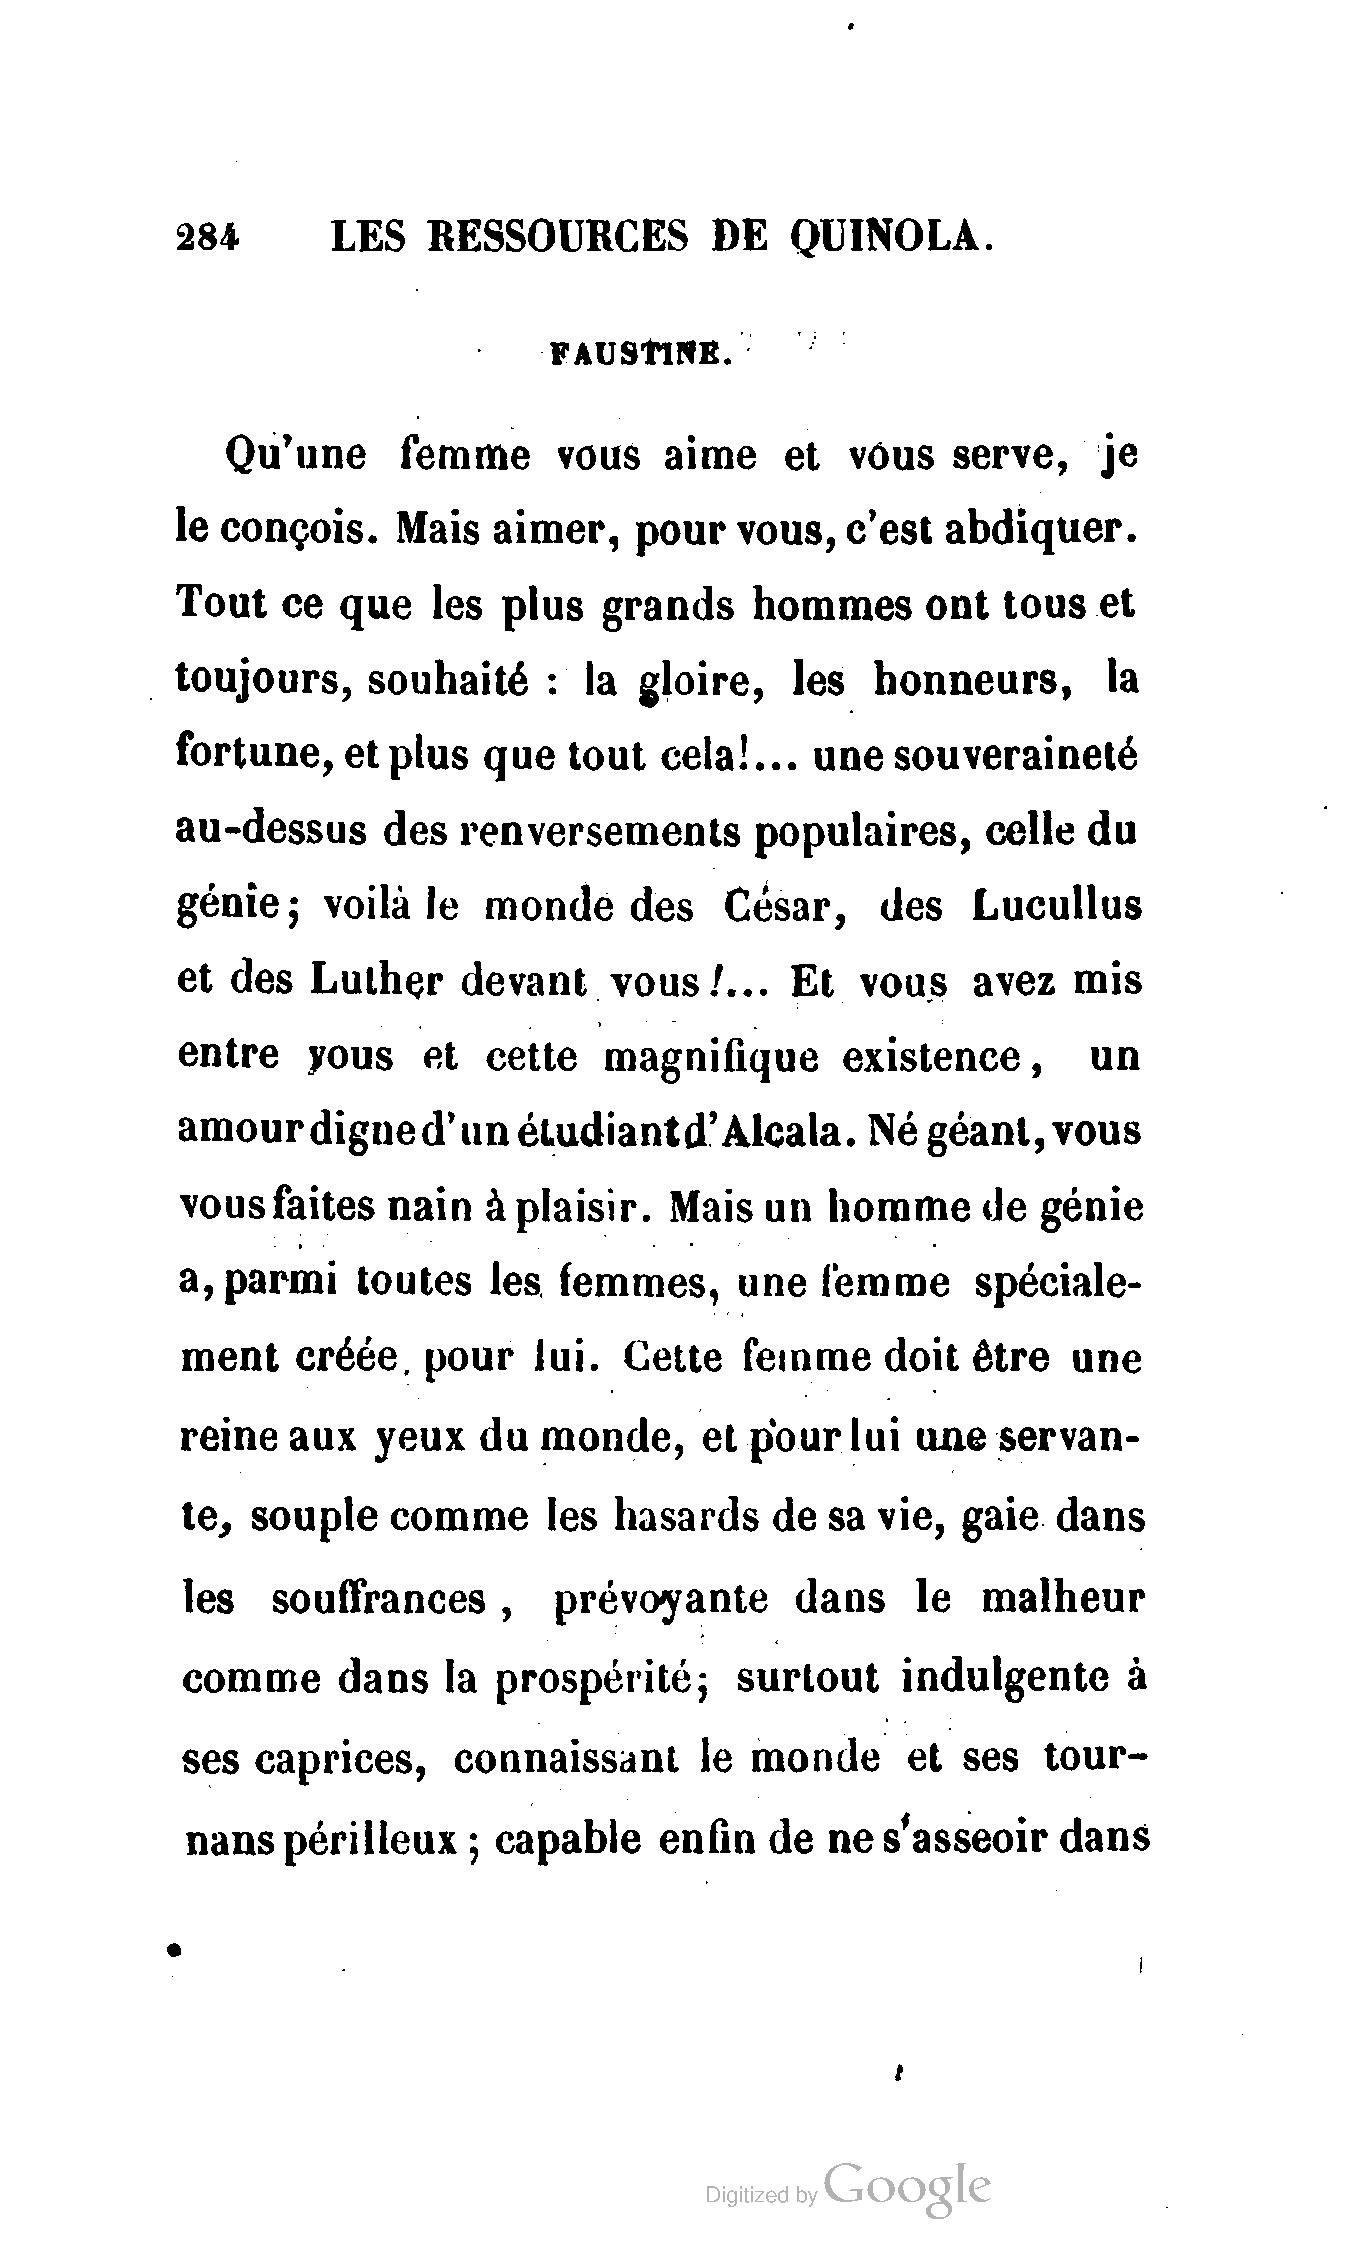 284 LES RESSOURCES DE QUINOLA.
FAUSTINE.
Qu'une femme vous aime et vous serve, je
le conçois. Mais aimer, pour vous, c'est abdiquer.
Tout ce que les plus grands hommes ont tous et
toujours, souhaité : la gloire, les honneurs, la
fortune, et plus que tout cela!... une souveraineté
au-dessus des renversements populaires, celle du
génie; voilà le monde des César, des Lucullus
et des Luther devant vous!... Et vous avez mis
entre vous et cette magnifique existence, un
amour digne d'un étudiant d'Alcala. Né géant, vous
vous faites nain à plaisir. Mais un homme de génie
a, parmi toutes les femmes, une femme spéciale-
ment créée pour lui. Cette femme doit être une
reine aux yeux du monde, et pour lui une servan-
te, souple comme les hasards de sa vie, gaie dans
les souffrances, prévoyante dans le malheur
comme dans la prospérité; surtout indulgente à
ses caprices, connaissant le monde et ses tour-
nans périlleux; capable enfin de ne s'asseoir dans
Digitized by Google